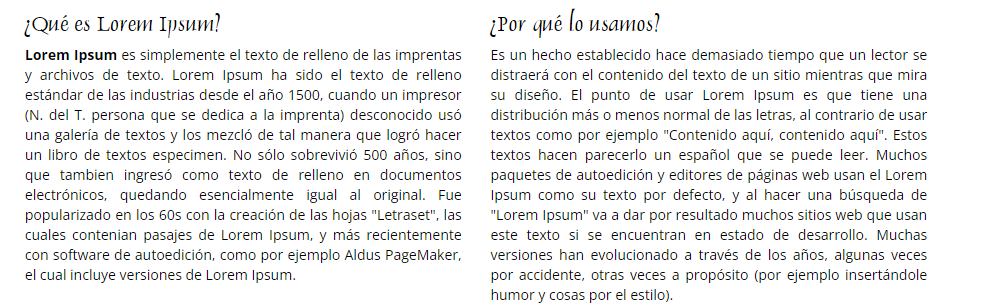 ¿Qué es Lorem Ipsum?
Lorem Ipsum es simplemente el texto de relleno de las imprentas
y archivos de texto. Lorem Ipsum ha sido el texto de relleno
estándar de las industrias desde el año 1500, cuando un impresor
(N. del T. persona que se dedica a la imprenta) desconocido usó
una galería de textos y los mezcló de tal manera que logró hacer
un libro de textos especimen. No sólo sobrevivió 500 años, sino
que tambien ingresó como texto de relleno en documentos
electrónicos, quedando esencialmente igual al original. Fue
popularizado en los 60s con la creación de las hojas "Letraset", las
cuales contenian pasajes de Lorem Ipsum, y más recientemente
con software de autoedición, como por ejemplo Aldus PageMaker,
el cual incluye versiones de Lorem Ipsum.
¿Por qué lo usamos?
Es un hecho establecido hace demasiado tiempo que un lector se
distraerá con el contenido del texto de un sitio mientras que mira
su diseño. El punto de usar Lorem Ipsum es que tiene una
distribución más o menos normal de las letras, al contrario de usar
textos como por ejemplo "Contenido aquí, contenido aquí". Estos
textos hacen parecerlo un español que se puede leer. Muchos
paquetes de autoedición y editores de páginas web usan el Lorem
Ipsum como su texto por defecto, y al hacer una búsqueda de
"Lorem Ipsum" va a dar por resultado muchos sitios web que usan
este texto si se encuentran en estado de desarrollo. Muchas
versiones han evolucionado a través de los años, algunas veces
por accidente, otras veces a propósito (por ejemplo insertándole
humor y cosas por el estilo).